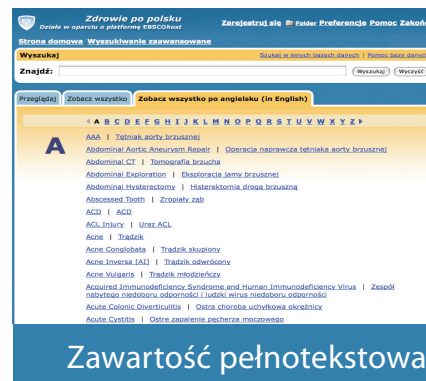 Zdrowie po polsku
Działa w oparciu o platformę EBSCOhost
Zarejestruj się Folder Preferencje Pomoc Zakoń
Strona domowa Wyszukiwanie zaawansowane
Wyszukaj
Szukaj w innych bazach danych | Pomoc bazy danyc
Znajdź:
Wyszukaj Wyczyść
Przeglądaj Zobacz wszystko Zobacz wszystko po angielsku (in English)
A B C D E F G H I J K L M N O P Q R S T U V W X Y Z
A
AAA | Tętniak aorty brzusznej
Abdominal Aortic Aneurysm Repair | Operacja naprawcza tętniaka aorty brzusznej
Abdominal CT | Tomografia brzucha
Abdominal Exploration | Eksploracja jamy brzusznej
Abdominal Hysterectomy | Histerektomia drogą brzuszną
Abscessed Tooth | Zropiały ząb
ACD | ACD
ACL Injury | Uraz ACL
Acne | Trądzik
Acne Conglobata | Trądzik skupiony
Acne Inversa [AI] | Trądzik odwrócony
Acne Vulgaris | Trądzik młodzieńczy
Acquired Immunodeficiency Syndrome and Human Immunodeficiency Virus | Zespół
nabytego niedoboru odporności i ludzki wirus niedoboru odporności
Acute Colonic Diverticulitis | Ostra choroba uchyłkowa okrężnicy
Acute Cystitis | Ostre zapalenie pęcherza moczowego
Zawartość pełnotekstowa